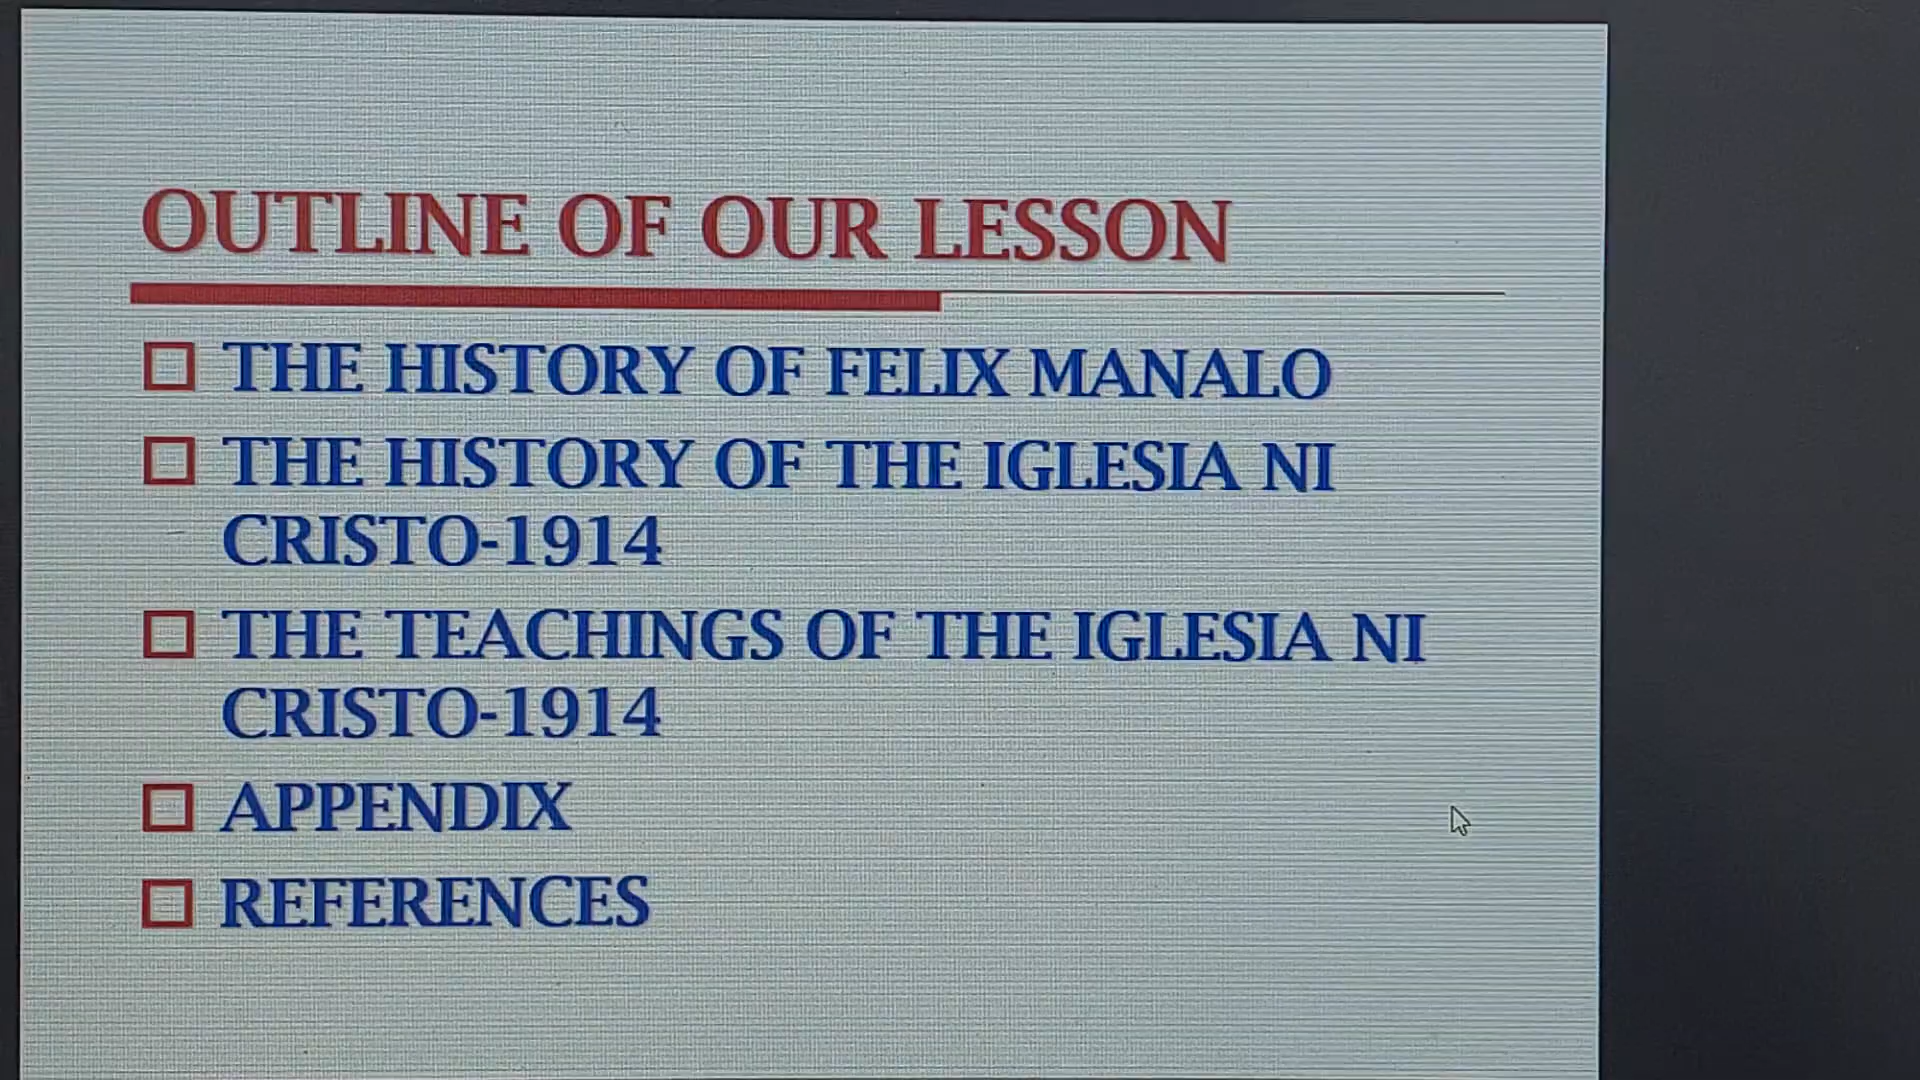 OUTLINE OF OUR LESSON
THE HISTORY OF FELIX MANALO
THE HISTORY OF THE IGLESIA NI
CRISTO-1914
THE TEACHINGS OF THE IGLESIA NI
CRISTO-1914
APPENDIX
REFERENCES